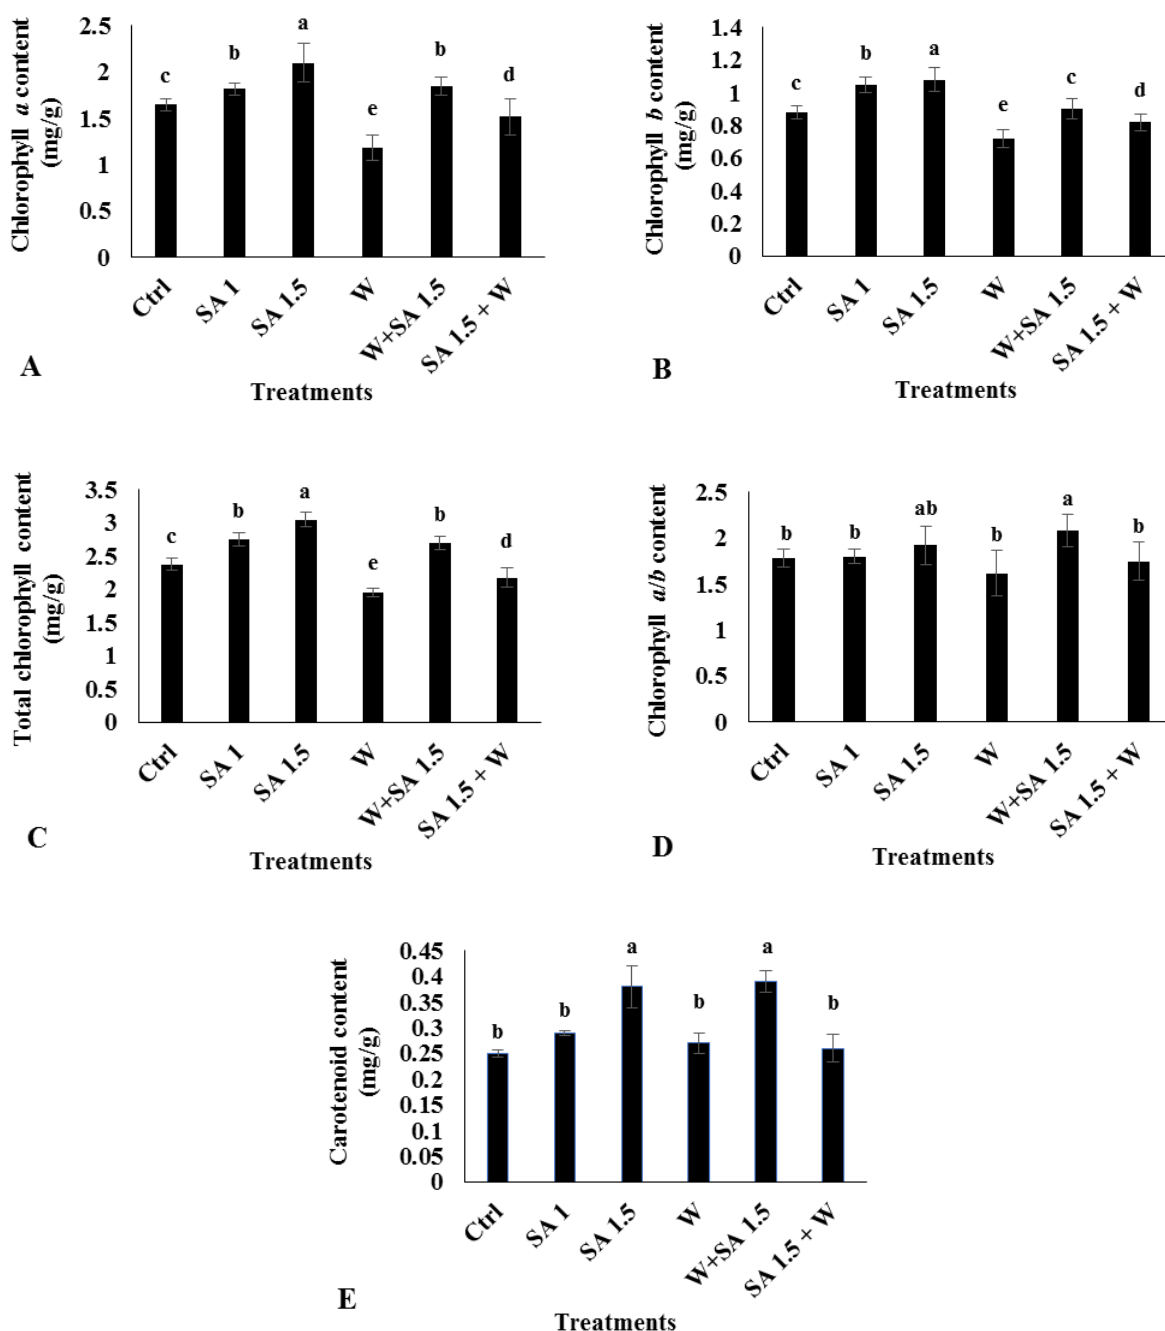 Chlorophyll a content
(mg/g)
2.5
2
1.5
1
0.5
0
c
b
a
e
b
d
Ctrl
SA 1
SA 1.5
W
W+SA 1.5
SA 1.5 + W
A
Treatments
Chlorophyll b content
(mg/g)
1.4
1.2
1
0.8
0.6
0.4
0.2
0
c
b
a
e
c
d
Ctrl
SA 1
SA 1.5
W
W+SA 1.5
SA 1.5 + W
B
Treatments
Total chlorophyll content
(mg/g)
3.5
3
2.5
2
1.5
1
0.5
0
c
b
a
e
b
d
Ctrl
SA 1
SA 1.5
W
W+SA 1.5
SA 1.5 + W
C
Treatments
Chlorophyll a/b content
2.5
2
1.5
1
0.5
0
b
b
ab
b
a
b
Ctrl
SA 1
SA 1.5
W
W+SA 1.5
SA 1.5 + W
D
Treatments
Carotenoid content
(mg/g)
0.45
0.4
0.35
0.3
0.25
0.2
0.15
0.1
0.05
0
b
b
a
b
a
b
Ctrl
SA 1
SA 1.5
W
W+SA 1.5
SA 1.5 + W
E
Treatments